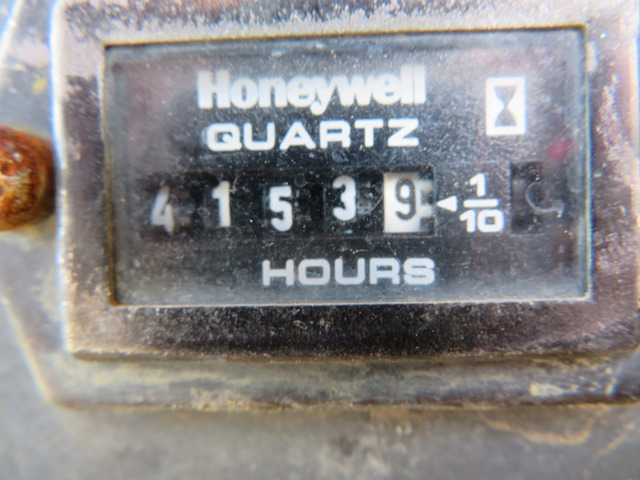 Honeywell
QUARTZ
4 1 5 3 9 ◄ 1/10
HOURS